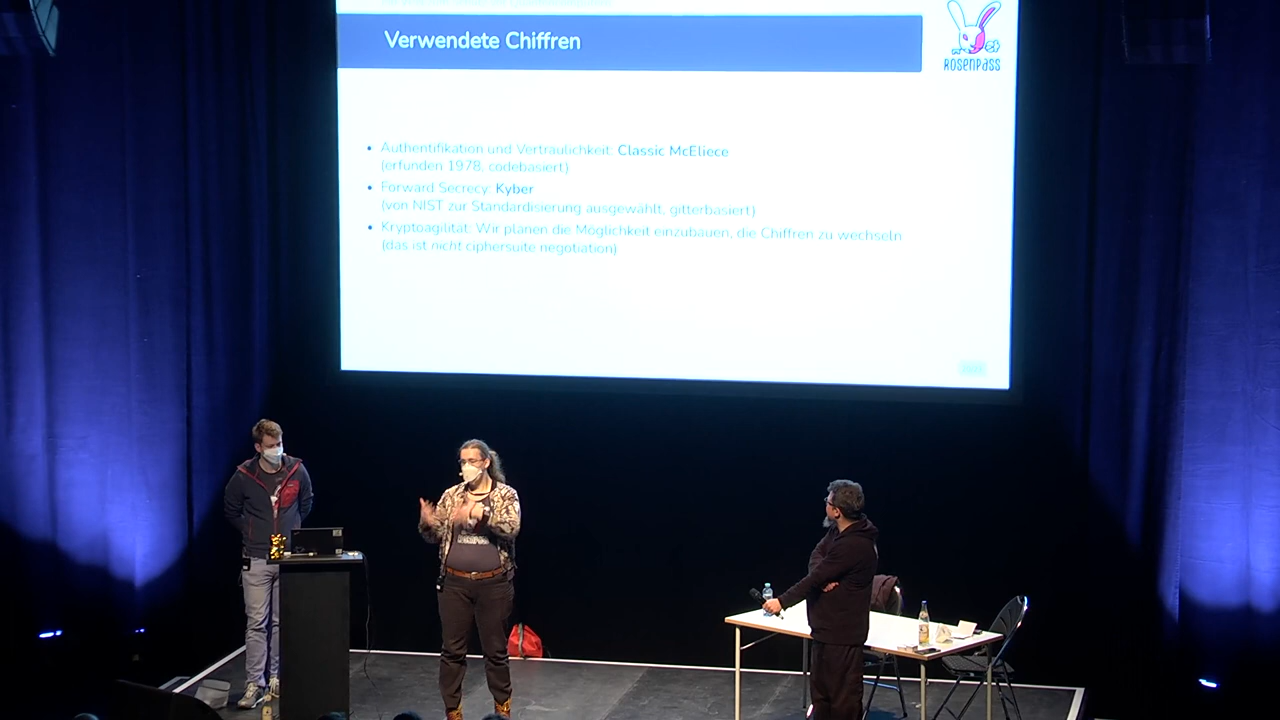 Verwendete Chiffren
ROSENPASS
• Authentifikation und Vertraulichkeit: Classic McEliece
(erfunden 1978, codebasiert)
• Forward Secrecy: Kyber
(von NIST zur Standardisierung ausgewählt, gitterbasiert)
• Kryptoagilität: Wir planen die Möglichkeit einzubauen, die Chiffren zu wechseln
(das ist nicht ciphersuite negotiation)